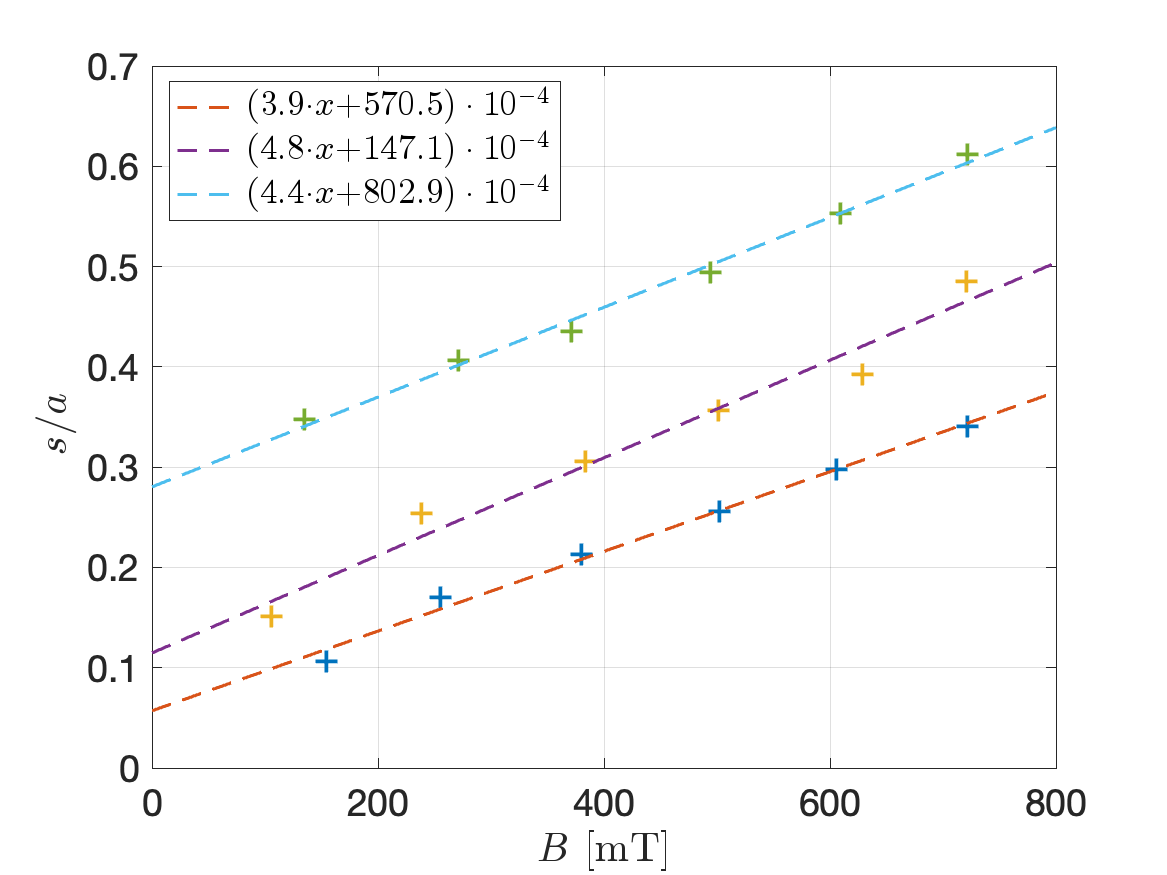 0.7
0.6
0.5
0.4
0.3
0.2
0.1
0
s/a
(3.9·x+570.5) · 10⁻⁴
(4.8·x+147.1) · 10⁻⁴
(4.4·x+802.9) · 10⁻⁴
0 200 400 600 800
B [mT]